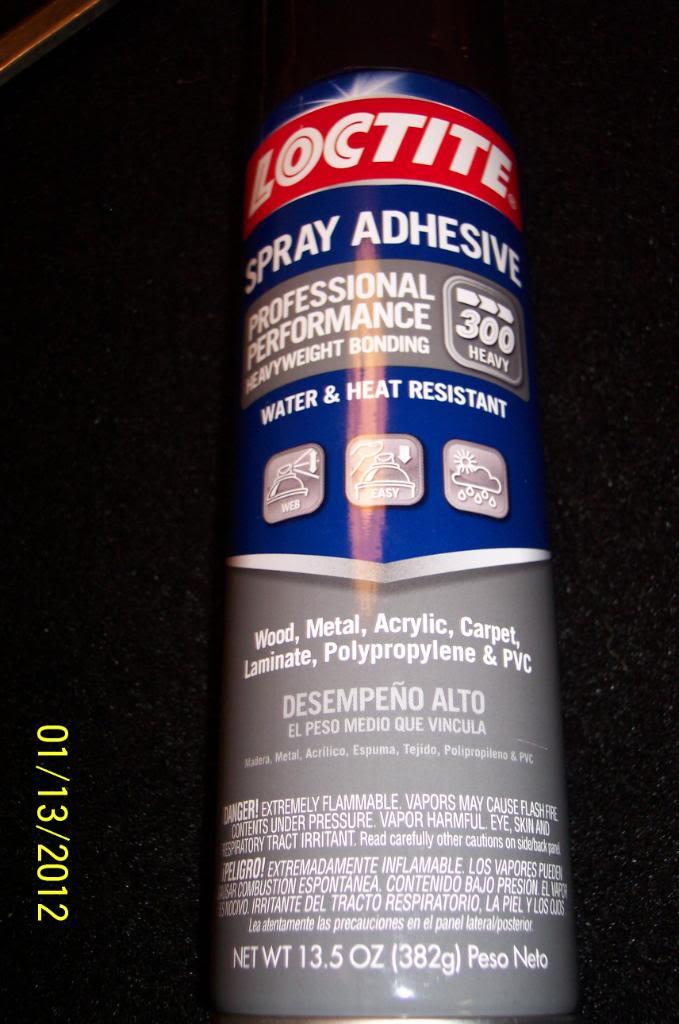 LOCTITE
SPRAY ADHESIVE
PROFESSIONAL
PERFORMANCE
HEAVYWEIGHT BONDING
300
HEAVY
WATER & HEAT RESISTANT
WEB
EASY
Wood, Metal, Acrylic, Carpet,
Laminate, Polypropylene & PVC
DESEMPEÑO ALTO
EL PESO MEDIO QUE VINCULA
Madera, Metal, Acrílico, Espuma, Tejido, Polipropileno & PVC
DANGER! EXTREMELY FLAMMABLE. VAPORS MAY CAUSE FLASH FIRE.
CONTENTS UNDER PRESSURE. VAPOR HARMFUL. EYE, SKIN AND
RESPIRATORY TRACT IRRITANT. Read carefully other cautions on side/back panel.
¡PELIGRO! EXTREMADAMENTE INFLAMABLE. LOS VAPORES PUEDEN
CAUSAR COMBUSTION ESPONTÁNEA. CONTENIDO BAJO PRESIÓN. EL VAPOR
ES NOCIVO. IRRITANTE DEL TRACTO RESPIRATORIO, LA PIEL Y LOS OJOS
Lea atentamente las precauciones en el panel lateral/posterior.
NET WT 13.5 OZ (382g) Peso Neto
01/13/2012